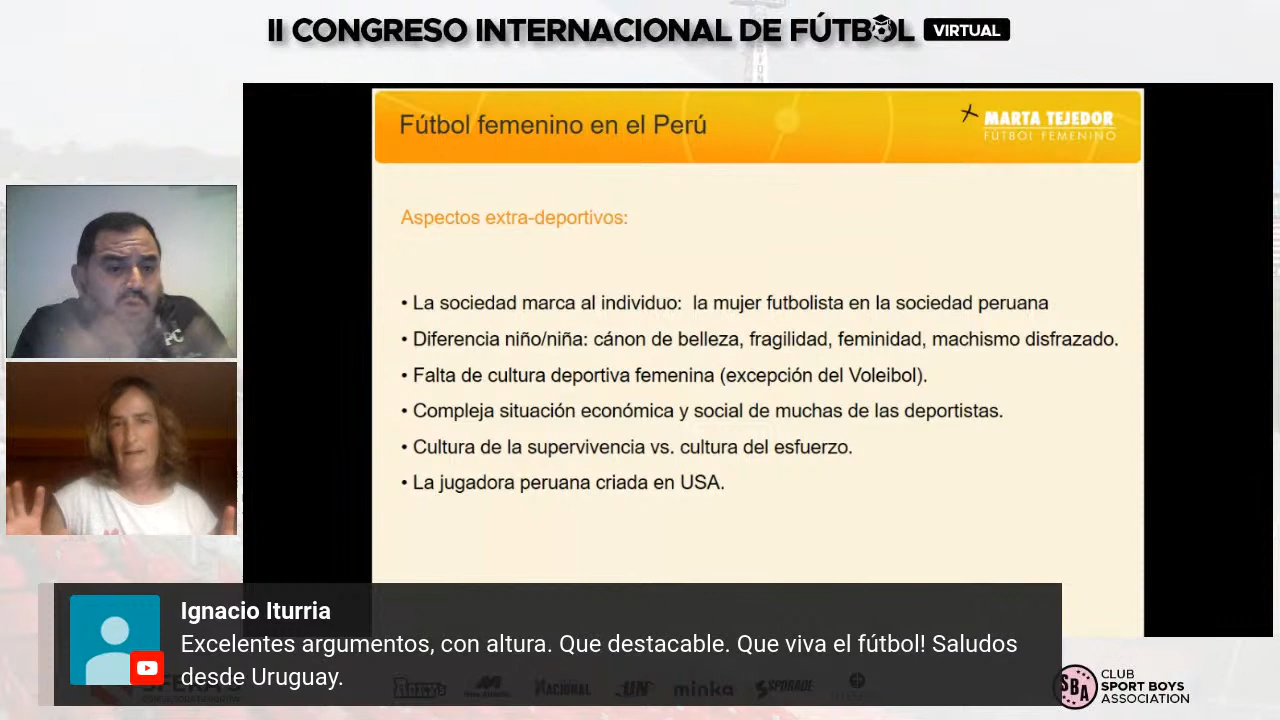 II CONGRESO INTERNACIONAL DE FÚTBOL VIRTUAL
Fútbol femenino en el Perú
MARTA TEJEDOR
FÚTBOL FEMENINO
Aspectos extra-deportivos:
• La sociedad marca al individuo: la mujer futbolista en la sociedad peruana
• Diferencia niño/niña: cánon de belleza, fragilidad, feminidad, machismo disfrazado.
• Falta de cultura deportiva femenina (excepción del Voleibol).
• Compleja situación económica y social de muchas de las deportistas.
• Cultura de la supervivencia vs. cultura del esfuerzo.
• La jugadora peruana criada en USA.
PC
Ignacio Iturria
Excelentes argumentos, con altura. Que destacable. Que viva el fútbol! Saludos
desde Uruguay.
NACIONAL
minka
SPORADE
SBA
CLUB
SPORT BOYS
ASSOCIATION